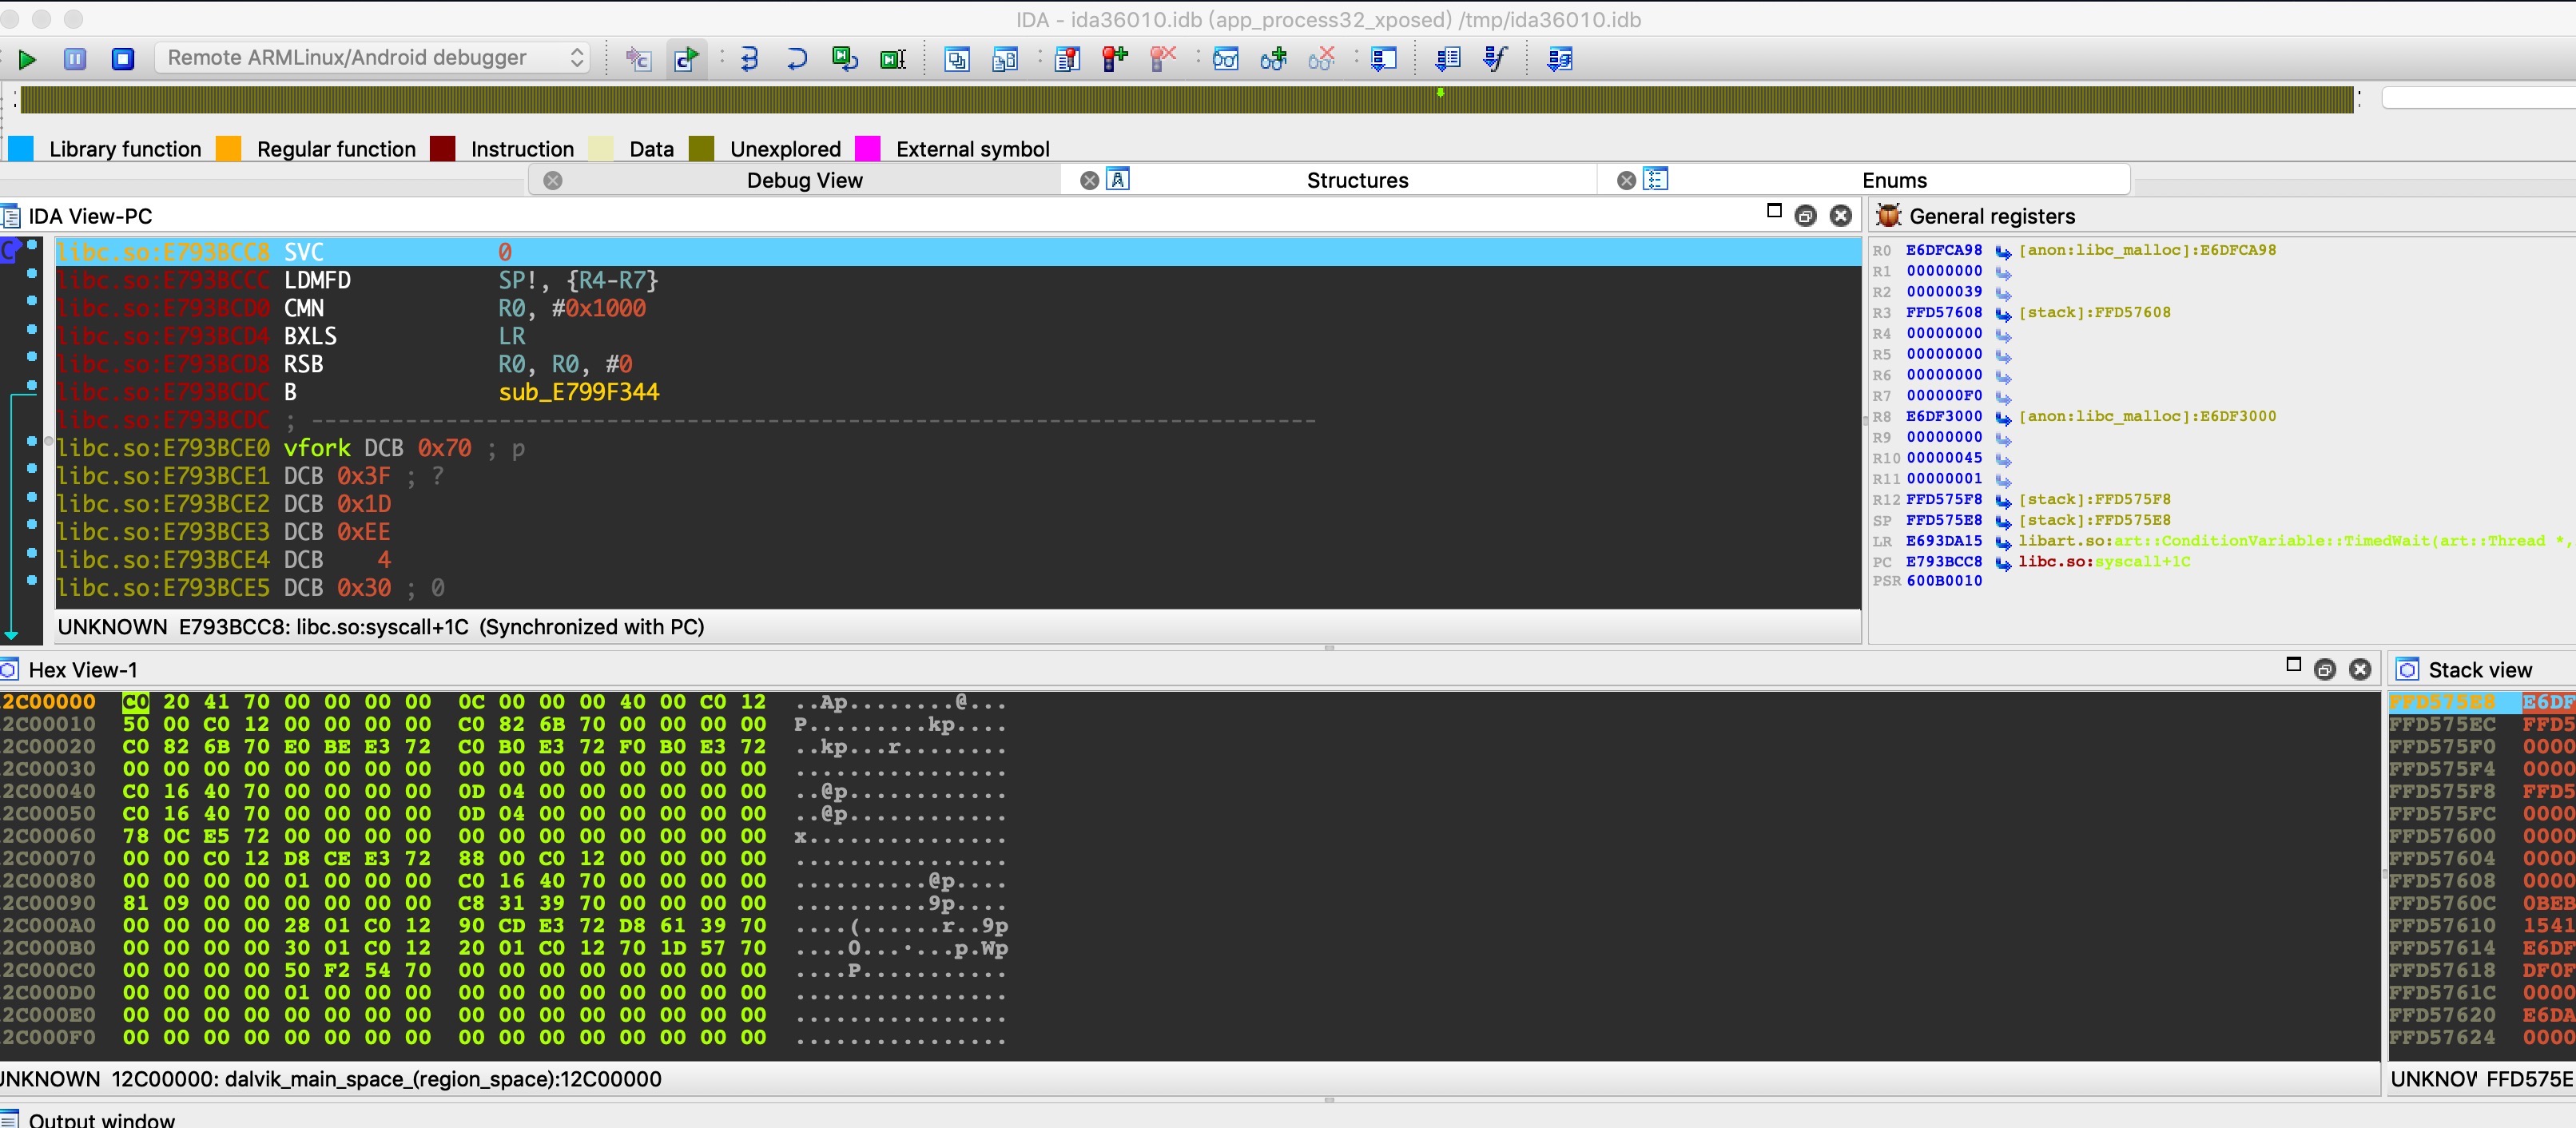 IDA - ida36010.idb (app_process32_xposed) /tmp/ida36010.idb
Remote ARMLinux/Android debugger
Library function Regular function Instruction Data Unexplored External symbol
Debug View Structures Enums
IDA View-PC
libc.so:E793BCC8 SVC 0
libc.so:E793BCCC LDMFD SP!, {R4-R7}
libc.so:E793BCD0 CMN R0, #0x1000
libc.so:E793BCD4 BXLS LR
libc.so:E793BCD8 RSB R0, R0, #0
libc.so:E793BCDC B sub_E799F344
libc.so:E793BCDC ; ---------------------------------------------------------------------------
libc.so:E793BCE0 vfork DCB 0x70 ; p
libc.so:E793BCE1 DCB 0x3F ; ?
libc.so:E793BCE2 DCB 0x1D
libc.so:E793BCE3 DCB 0xEE
libc.so:E793BCE4 DCB 4
libc.so:E793BCE5 DCB 0x30 ; 0
UNKNOWN E793BCC8: libc.so:syscall+1C (Synchronized with PC)
General registers
R0 E6DFCA98 [anon:libc_malloc]:E6DFCA98
R1 00000000
R2 00000039
R3 FFD57608 [stack]:FFD57608
R4 00000000
R5 00000000
R6 00000000
R7 000000F0
R8 E6DF3000 [anon:libc_malloc]:E6DF3000
R9 00000000
R10 00000045
R11 00000001
R12 FFD575F8 [stack]:FFD575F8
SP FFD575E8 [stack]:FFD575E8
LR E693DA15 libart.so:art::ConditionVariable::TimedWait(art::Thread *,
PC E793BCC8 libc.so:syscall+1C
PSR 600B0010
Hex View-1
2C00000 C0 20 41 70 00 00 00 00 0C 00 00 00 40 00 C0 12 ..Ap........@...
2C00010 50 00 C0 12 00 00 00 00 C0 82 6B 70 00 00 00 00 P.........kp....
2C00020 C0 82 6B 70 E0 BE E3 72 C0 B0 E3 72 F0 B0 E3 72 ..kp...r........
2C00030 00 00 00 00 00 00 00 00 00 00 00 00 00 00 00 00 ................
2C00040 C0 16 40 70 00 00 00 00 0D 04 00 00 00 00 00 00 ..@p............
2C00050 C0 16 40 70 00 00 00 00 0D 04 00 00 00 00 00 00 ..@p............
2C00060 78 0C E5 72 00 00 00 00 00 00 00 00 00 00 00 00 x...............
2C00070 00 00 C0 12 D8 CE E3 72 88 00 C0 12 00 00 00 00 ................
2C00080 00 00 00 00 01 00 00 00 C0 16 40 70 00 00 00 00 ..........@p....
2C00090 81 09 00 00 00 00 00 00 C8 31 39 70 00 00 00 00 ..........9p....
2C000A0 00 00 00 00 28 01 C0 12 90 CD E3 72 D8 61 39 70 ....(......r..9p
2C000B0 00 00 00 00 30 01 C0 12 20 01 C0 12 70 1D 57 70 ....0.......p.Wp
2C000C0 00 00 00 00 50 F2 54 70 00 00 00 00 00 00 00 00 ....P...........
2C000D0 00 00 00 00 01 00 00 00 00 00 00 00 00 00 00 00 ................
2C000E0 00 00 00 00 00 00 00 00 00 00 00 00 00 00 00 00 ................
2C000F0 00 00 00 00 00 00 00 00 00 00 00 00 00 00 00 00 ................
UNKNOWN 12C00000: dalvik_main_space_(region_space):12C00000
Stack view
FFD575E8 E6DF
FFD575EC FFD5
FFD575F0 0000
FFD575F4 0000
FFD575F8 FFD5
FFD575FC 0000
FFD57600 0000
FFD57604 0000
FFD57608 0000
FFD5760C 0BEB
FFD57610 1541
FFD57614 E6DF
FFD57618 DF0F
FFD5761C 0000
FFD57620 E6DA
FFD57624 0000
UNKNOW FFD575E
Output window